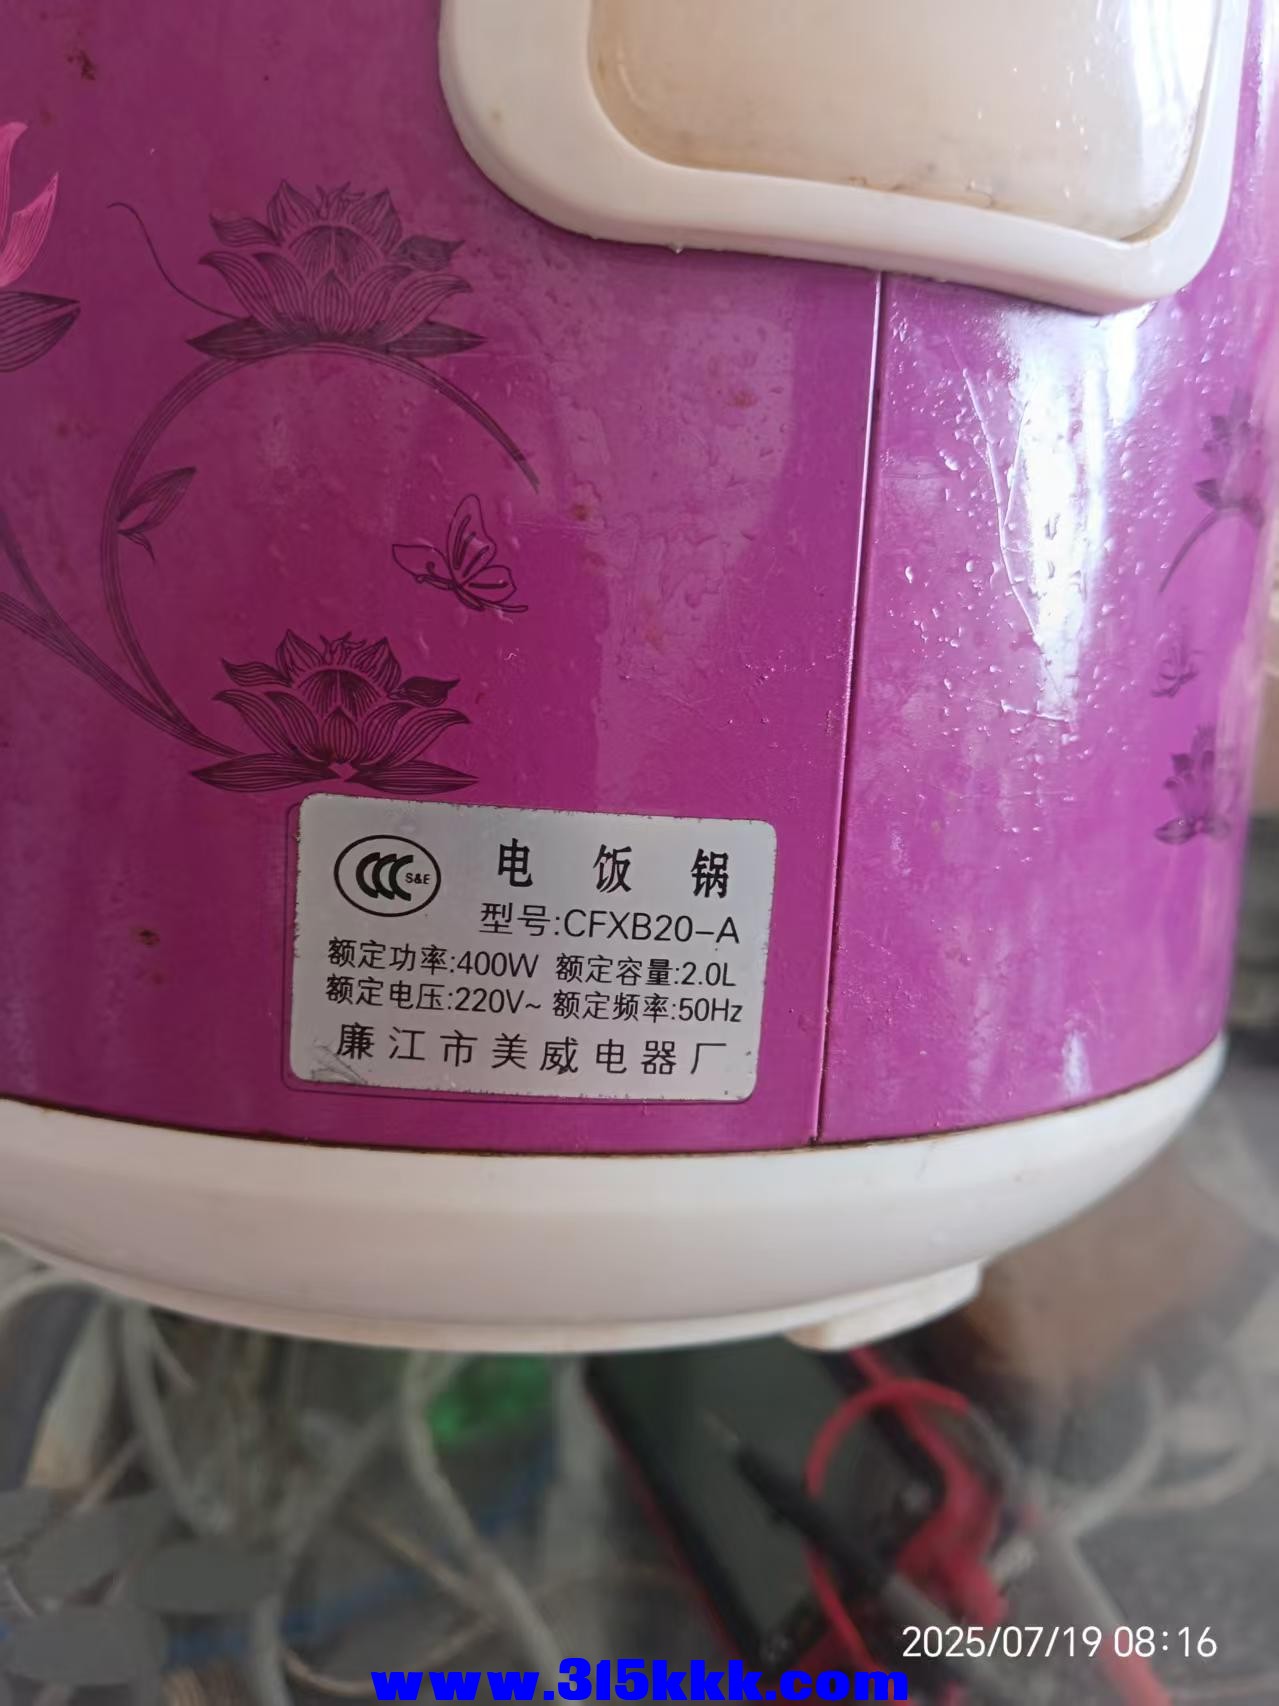 CCC S&E
电饭锅
型号:CFXB20-A
额定功率:400W 额定容量:2.0L
额定电压:220V~ 额定频率:50Hz
廉江市美威电器厂
2025/07/19 08:16
www.315kkk.com